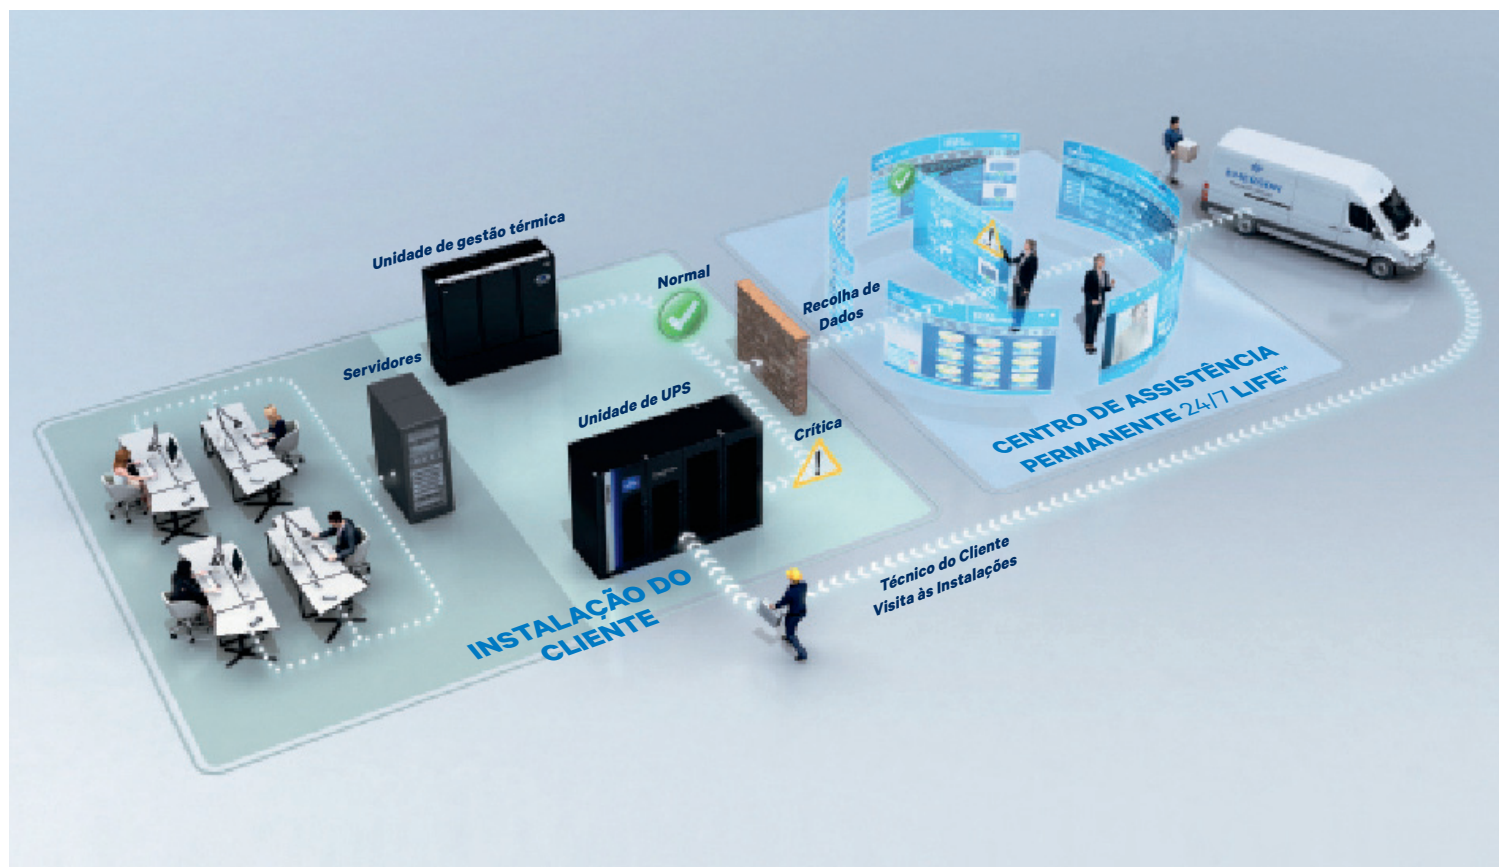 Unidade de gestão térmica
Normal
Servidores
Recolha de
Dados
Unidade de UPS
Crítica
CENTRO DE ASSISTÊNCIA
PERMANENTE 24/7 LIFE™
INSTALAÇÃO DO
CLIENTE
Técnico do Cliente
Visita às Instalações
EMERSON